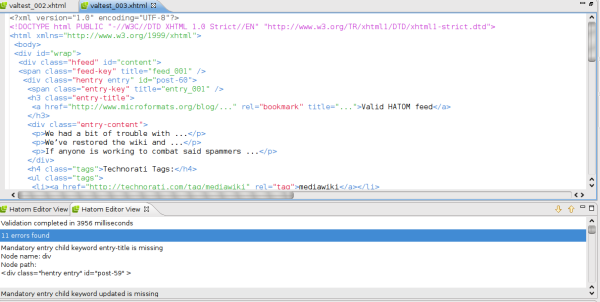 valtest_002.xhtml valtest_003.xhtml
<?xml version="1.0" encoding="UTF-8"?>
<!DOCTYPE html PUBLIC "-//W3C//DTD XHTML 1.0 Strict//EN" "http://www.w3.org/TR/xhtml1/DTD/xhtml1-strict.dtd">
<html xmlns="http://www.w3.org/1999/xhtml">
<body>
<div id="wrap">
<div class="hfeed" id="content">
<span class="feed-key" title="feed_001" />
<div class="hentry entry" id="post-60">
<span class="entry-key" title="entry_001" />
<h3 class="entry-title">
<a href="http://www.microformats.org/blog/..." rel="bookmark" title="...">Valid HATOM feed</a>
</h3>
<div class="entry-content">
<p>We had a bit of trouble with ...</p>
<p>We've restored the wiki and ...</p>
<p>If anyone is working to combat said spammers ...</p>
</div>
<h4 class="tags">Technorati Tags:</h4>
<ul class="tags">
<li><a href="http://technorati.com/tag/mediawiki" rel="tag">mediawiki</a></li>
Hatom Editor View Hatom Editor View
Validation completed in 3956 milliseconds
11 errors found
Mandatory entry child keyword entry-title is missing
Node name: div
Node path:
<div class="hentry entry" id="post-59" >
Mandatory entry child keyword updated is missing